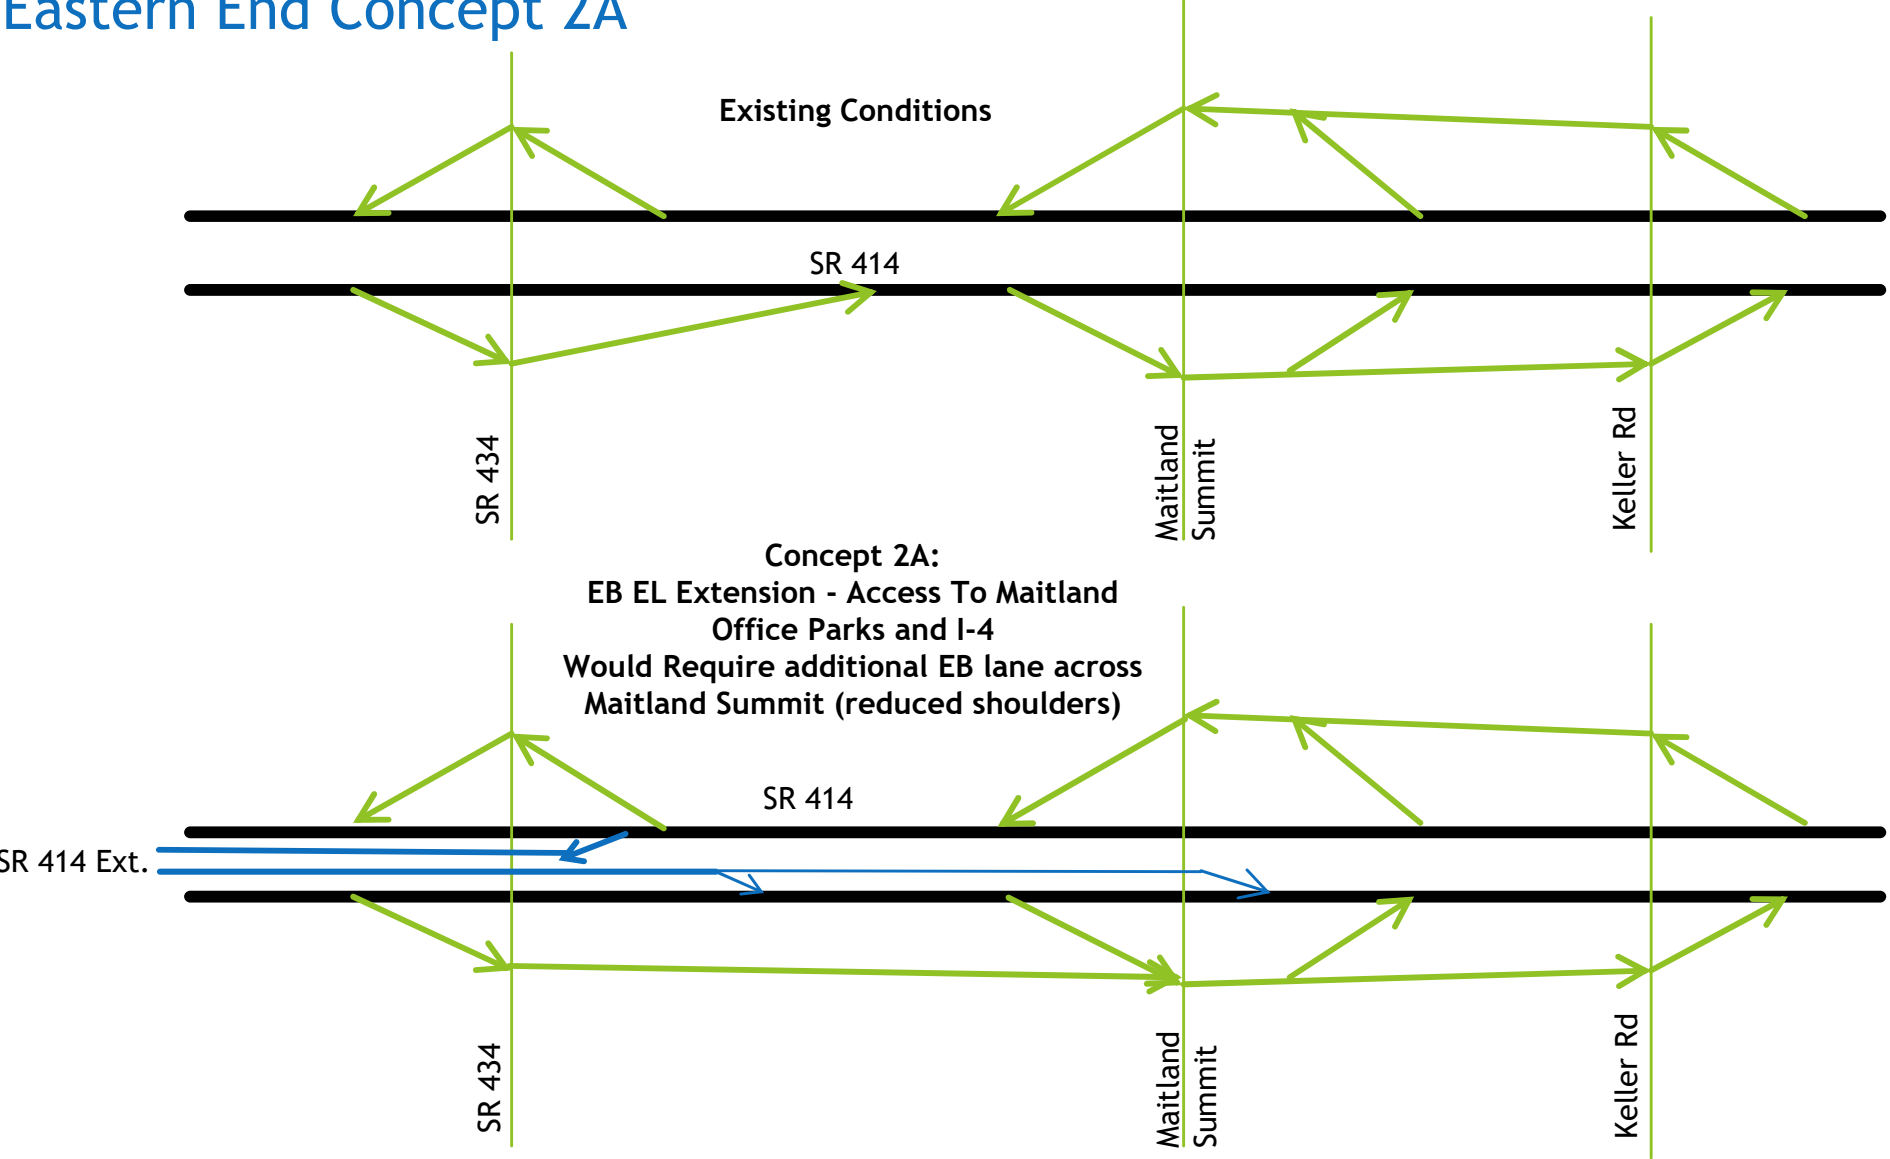 Eastern End Concept 2A
Existing Conditions
SR 414
SR 434
Maitland
Summit
Keller Rd
Concept 2A:
EB EL Extension - Access To Maitland
Office Parks and I-4
Would Require additional EB lane across
Maitland Summit (reduced shoulders)
SR 414
SR 414 Ext.
SR 434
Maitland
Summit
Keller Rd